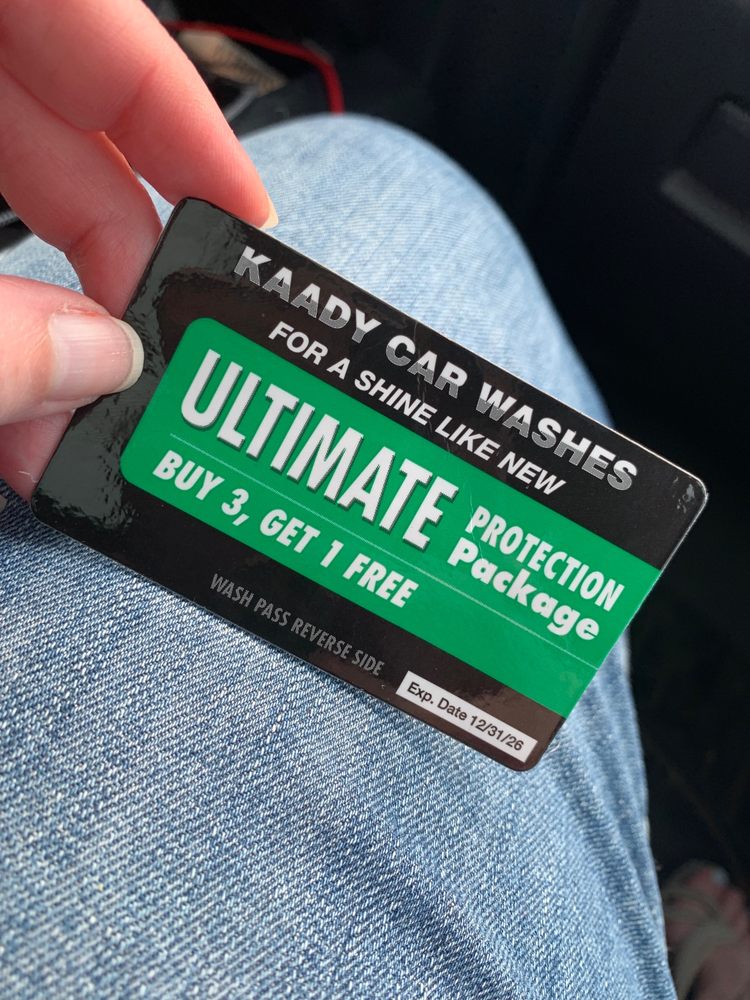 KAADY CAR WASHES
FOR A SHINE LIKE NEW
ULTIMATE PROTECTION Package
BUY 3, GET 1 FREE
WASH PASS REVERSE SIDE
Exp. Date 12/31/26